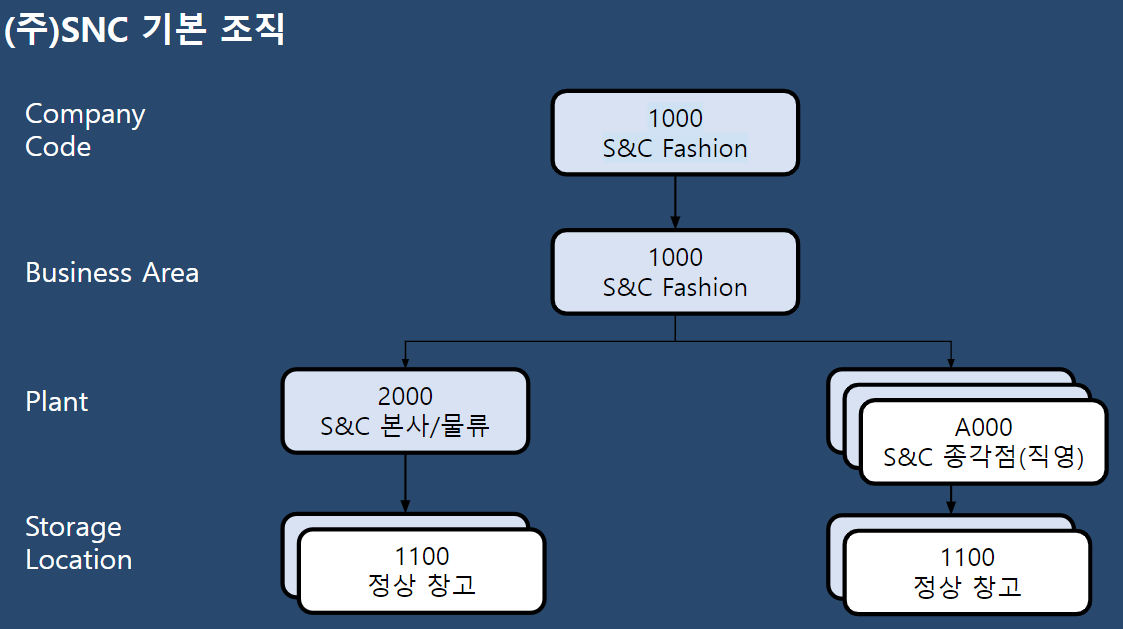 (주)SNC 기본 조직
Company
Code
1000
S&C Fashion
Business Area
1000
S&C Fashion
Plant
2000
S&C 본사/물류
A000
S&C 종각점(직영)
Storage
Location
1100
정상 창고
1100
정상 창고